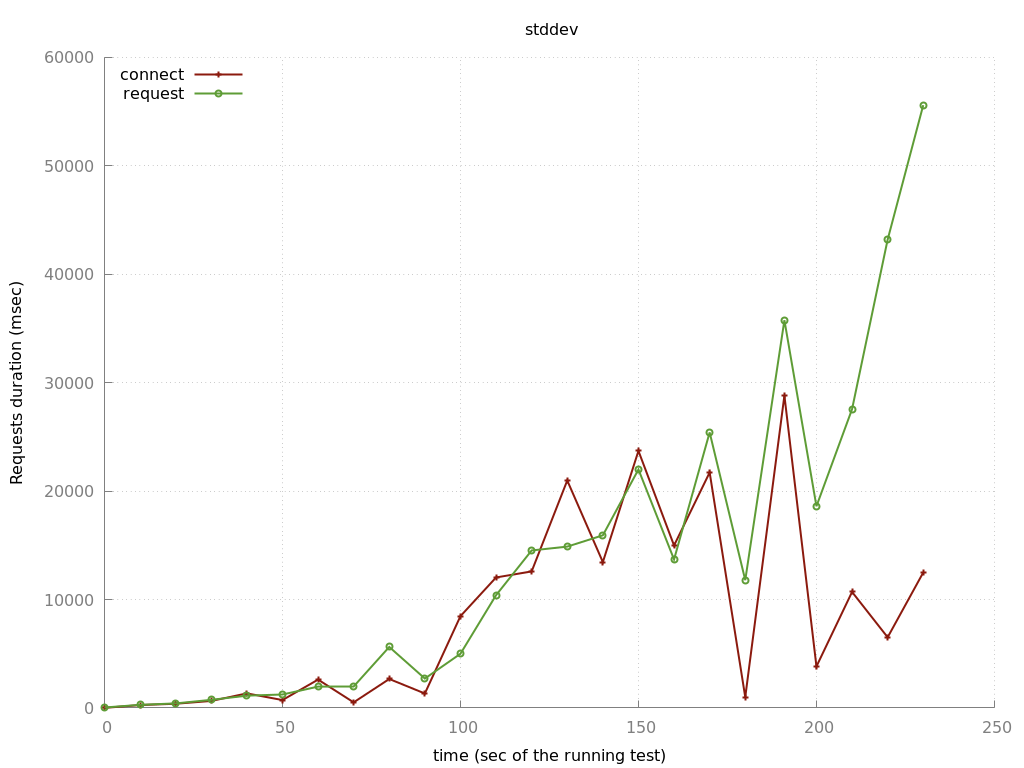 stddev
60000
connect
request
50000
40000
30000
20000
10000
0
0 50 100 150 200 250
Requests duration (msec)
time (sec of the running test)